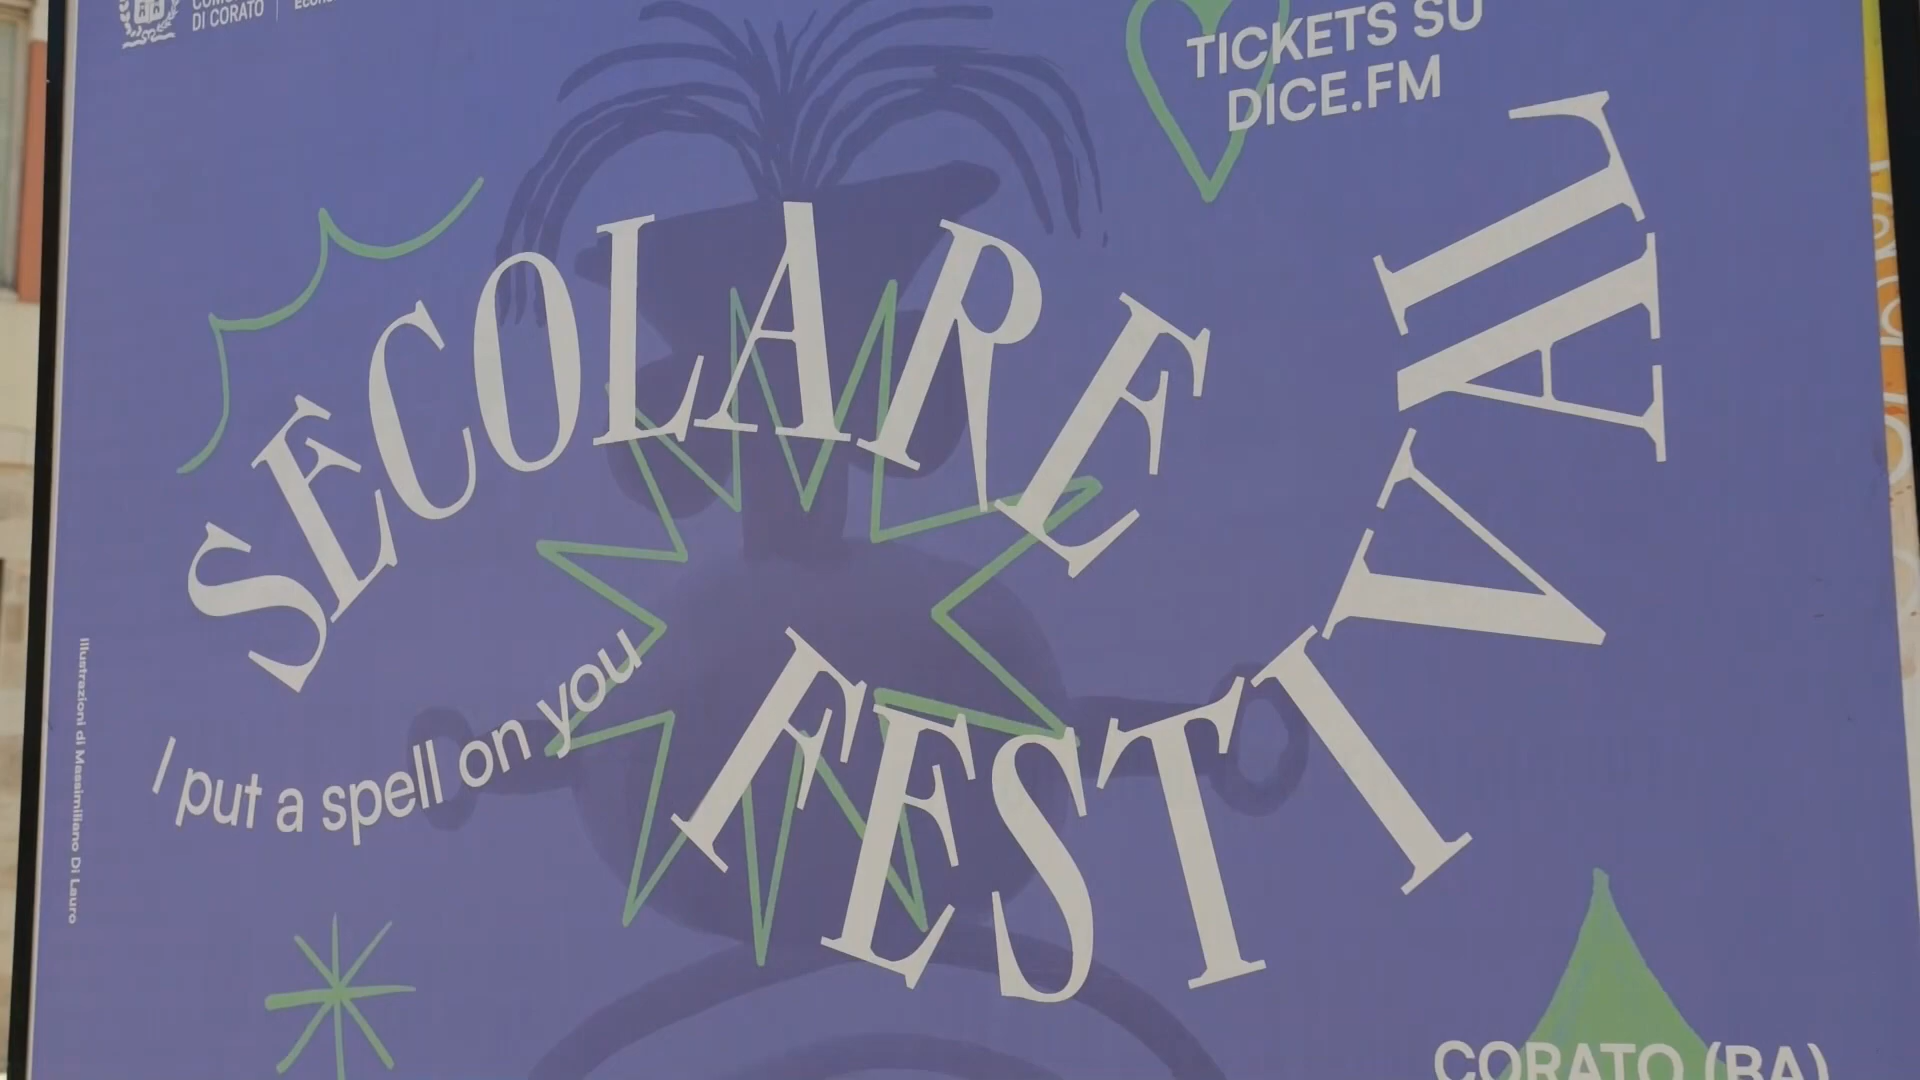 DI CORATO
TICKETS SU
DICE.FM
SECOLARE
FESTIVAL
I put a spell on you
Illustrazioni di Massimiliano Di Lauro
CORATO (BA)